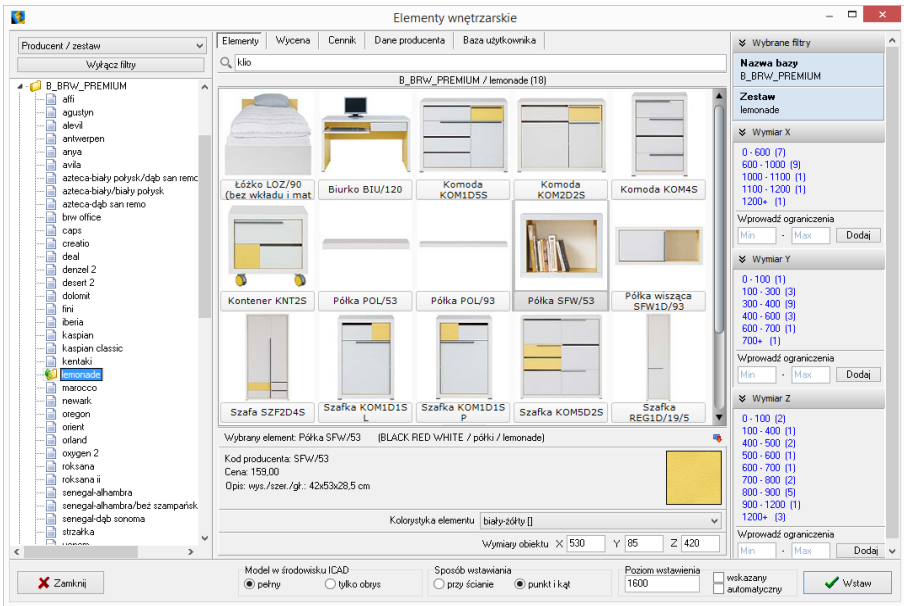 Elementy wnętrzarskie
Producent / zestaw
Wyłącz filtry
B_BRW_PREMIUM
affi
agustyn
alevil
antwerpen
anya
avila
azteca-biały połysk/dąb san remo
azteca-biały/biały połysk
azteca-dąb san remo
brw office
caps
creatio
deal
denzel 2
desert 2
dolomit
fini
iberia
kaspian
kaspian classic
kentaki
lemonade
marocco
newark
oregon
orient
orland
oxygen 2
roksana
roksana ii
senegal-alhambra
senegal-alhambra/beż szampańsk
senegal-dąb sonoma
strzałka
Elementy Wycena Cennik Dane producenta Baza użytkownika
klio
B_BRW_PREMIUM / lemonade (18)
Łóżko LOZ/90
(bez wkładu i mat
Biurko BIU/120
Komoda
KOM1D5S
Komoda
KOM2D2S
Komoda KOM4S
Kontener KNT2S
Półka POL/53
Półka POL/93
Półka SFW/53
Półka wisząca
SFW1D/93
Szafa SZF2D4S
Szafka KOM1D1S
L
Szafka KOM1D1S
P
Szafka KOM5D2S
Szafka
REG1D/19/5
Wybrany element: Półka SFW/53 (BLACK RED WHITE / półki / lemonade)
Kod producenta: SFW/53
Cena: 159,00
Opis: wys./szer./gł.: 42x53x28,5 cm
Kolorystyka elementu biały-żółty []
Wymiary obiektu X 530 Y 85 Z 420
Wybrane filtry
Nazwa bazy
B_BRW_PREMIUM
Zestaw
lemonade
Wymiar X
0 - 600 (7)
600 - 1000 (9)
1000 - 1100 (1)
1100 - 1200 (1)
1200+ (1)
Wprowadź ograniczenia
Min - Max Dodaj
Wymiar Y
0 - 100 (1)
100 - 300 (3)
300 - 400 (9)
400 - 600 (3)
600 - 700 (1)
700+ (1)
Wprowadź ograniczenia
Min - Max Dodaj
Wymiar Z
0 - 100 (2)
100 - 400 (1)
400 - 500 (2)
500 - 600 (1)
600 - 700 (1)
700 - 800 (2)
800 - 900 (5)
900 - 1200 (1)
1200+ (3)
Wprowadź ograniczenia
Min - Max Dodaj
Zamknij
Model w środowisku ICAD
pełny tylko obrys
Sposób wstawiania
przy ścianie punkt i kąt
Poziom wstawienia
1600
wskazany
automatyczny
Wstaw